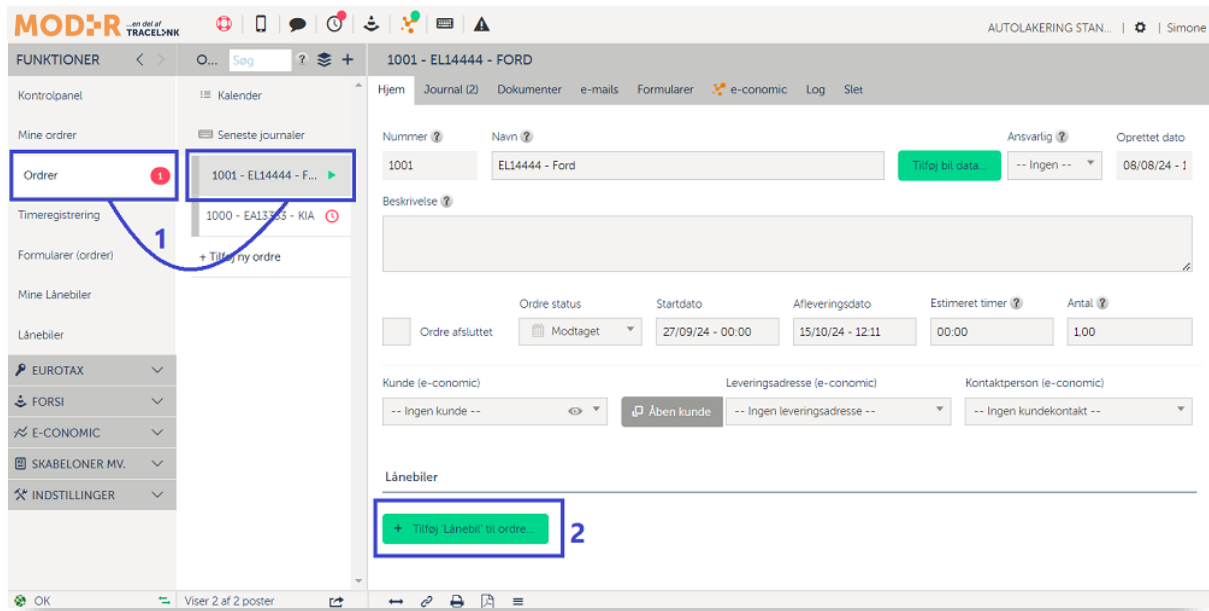 MODER ...en del af TRACELINK
AUTOLAKERING STAN... | | Simone
FUNKTIONER
Kontrolpanel
Mine ordrer
Ordrer 1
Timeregistrering
Formularer (ordrer)
Mine Lånebiler
Lånebiler
EUROTAX
FORSI
E-CONOMIC
SKABELONER MV.
INDSTILLINGER
OK
1
O... Søg ? +
Kalender
Seneste journaler
1001 - EL14444 - F...
1000 - EA13333 - KIA
+ Tilføj ny ordre
Viser 2 af 2 poster
1001 - EL14444 - FORD
Hjem Journal (2) Dokumenter e-mails Formularer e-conomic Log Slet
Nummer ? Navn ? Ansvarlig ? Oprettet dato
1001 EL14444 - Ford Tilføj bil data... -- Ingen -- 08/08/24 - 1
Beskrivelse ?
Ordre status Startdato Afleveringsdato Estimeret timer ? Antal ?
Ordre afsluttet Modtaget 27/09/24 - 00:00 15/10/24 - 12:11 00:00 1,00
Kunde (e-conomic) Leveringsadresse (e-conomic) Kontaktperson (e-conomic)
-- Ingen kunde -- Åben kunde -- Ingen leveringsadresse -- -- Ingen kundekontakt --
Lånebiler
+ Tilføj 'Lånebil' til ordre... 2